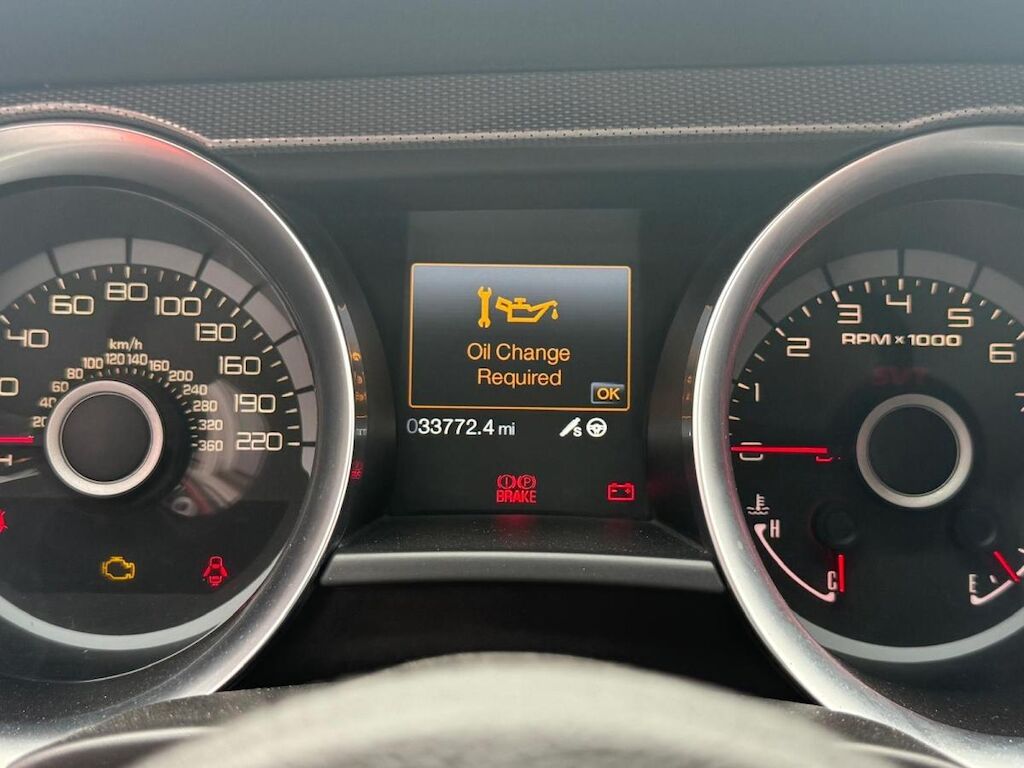 40 60 80 100 130 160 190 220
km/h
20 40 60 80 100 120 140 160 200 240 280 320 360
Oil Change
Required
OK
033772.4 mi
S
BRAKE
P
0 1 2 3 4 5 6
RPM x 1000
SVT
H
C
E